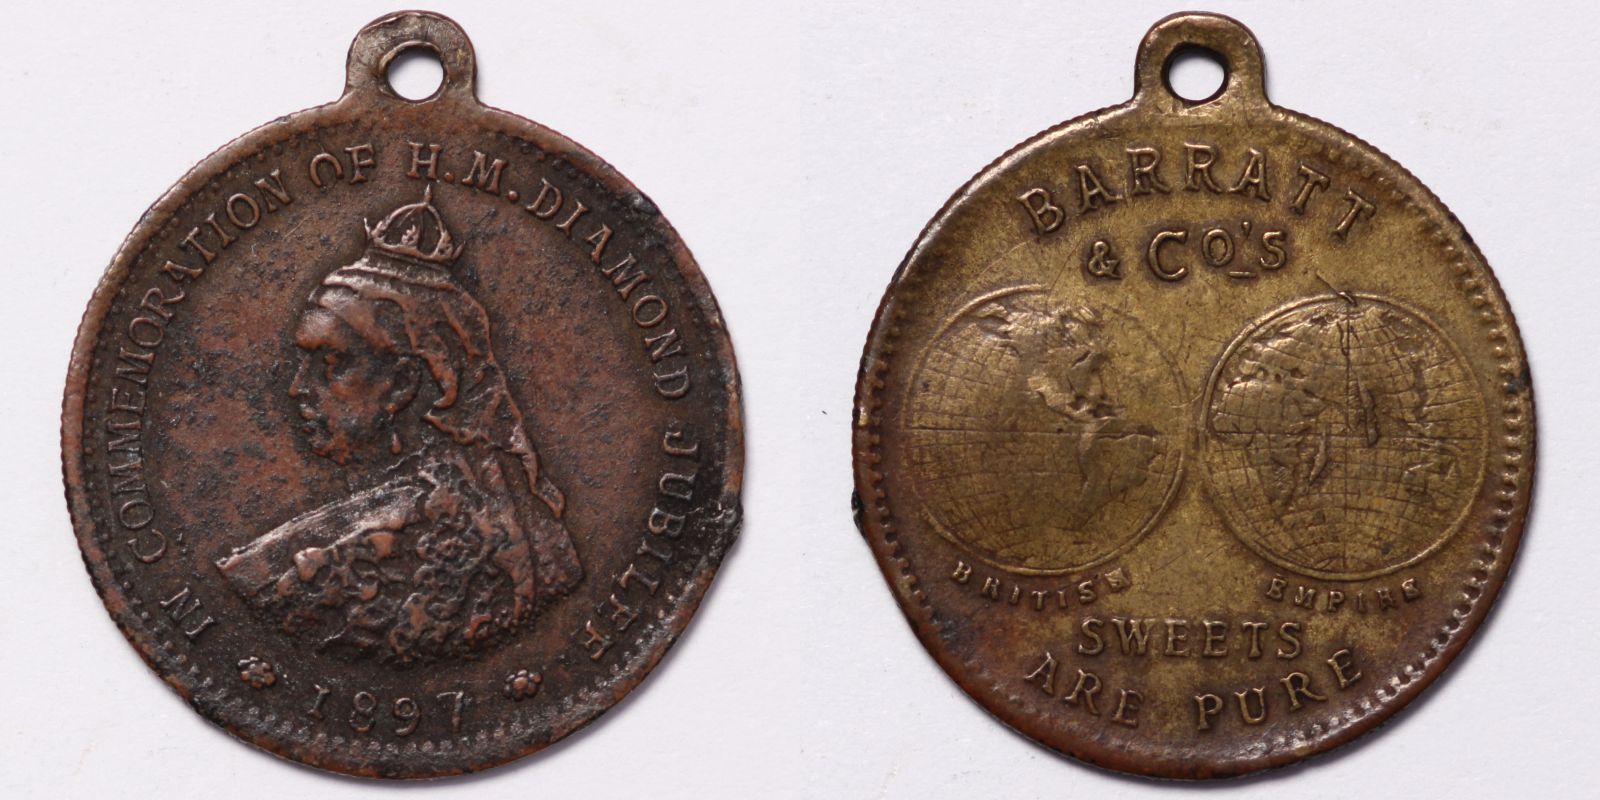 IN COMMEMORATION OF H.M. DIAMOND JUBILEE
1897
BARRATT
& Co's
BRITISH EMPIRE
SWEETS
ARE PURE